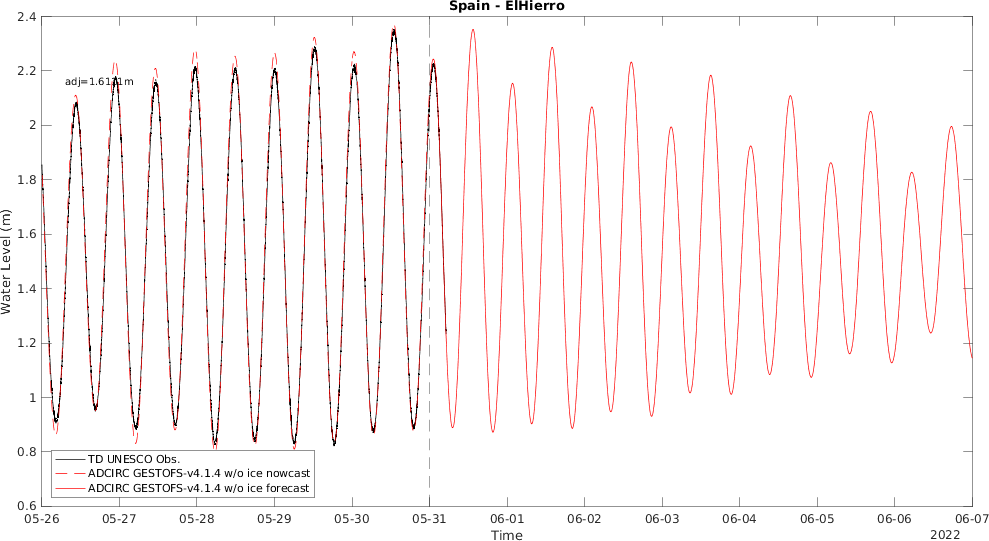 Spain - ElHierro
Water Level (m)
2.4
2.2
2
1.8
1.6
1.4
1.2
1
0.8
0.6
adj=1.6171m
TD UNESCO Obs.
ADCIRC GESTOFS-v4.1.4 w/o ice nowcast
ADCIRC GESTOFS-v4.1.4 w/o ice forecast
05-26 05-27 05-28 05-29 05-30 05-31 06-01 06-02 06-03 06-04 06-05 06-06 06-07
Time
2022